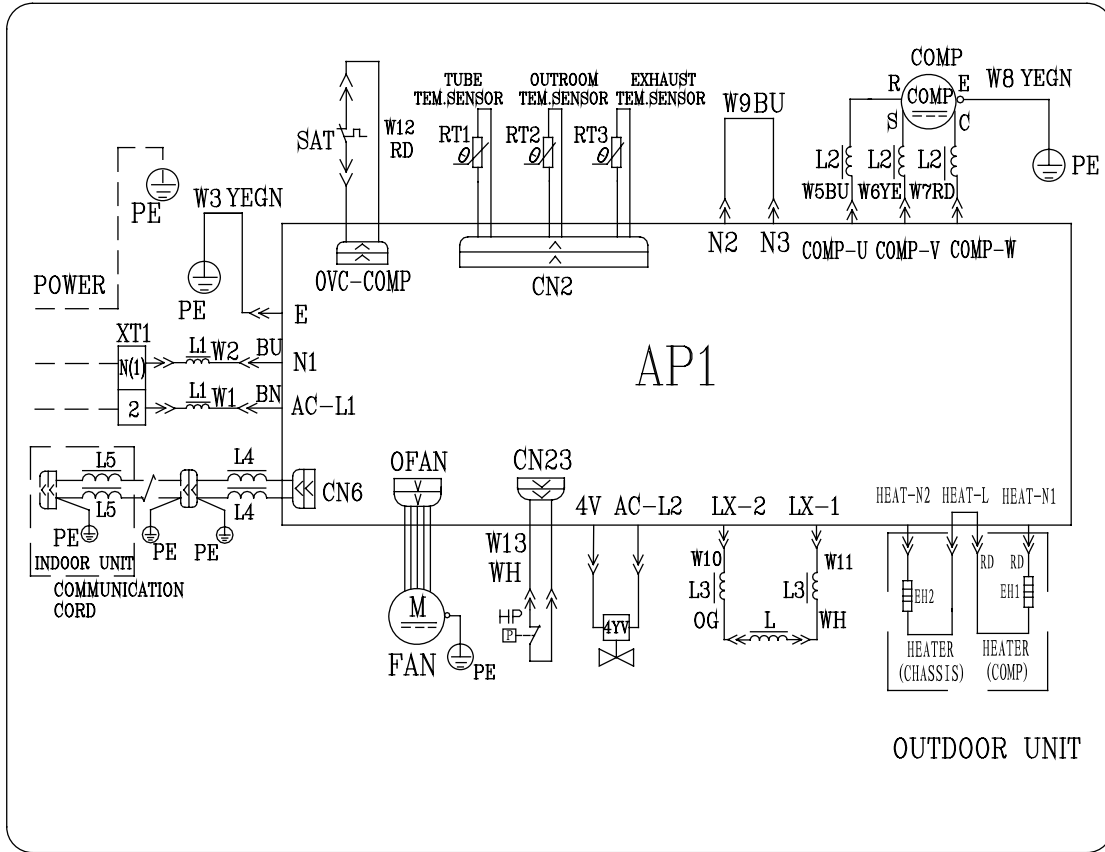 COMP
TUBE
TEM.SENSOR
OUTROOM
TEM.SENSOR
EXHAUST
TEM.SENSOR
W9BU
R
COMP
E
W8 YEGN
S
C
SAT
W12
RD
RT1
RT2
RT3
L2
L2
L2
PE
W5BU
W6YE
W7RD
PE
W3 YEGN
POWER
PE
OVC-COMP
CN2
N2
N3
COMP-U
COMP-V
COMP-W
E
XT1
N(1)
L1
W2
BU
N1
2
L1
W1
BN
AC-L1
AP1
L5
L5
L4
L4
CN6
PE
PE
PE
INDOOR UNIT
COMMUNICATION
CORD
OFAN
M
FAN
PE
CN23
W13
WH
HP
P
4V
AC-L2
4YV
LX-2
LX-1
W10
W11
L3
L3
OG
L
WH
HEAT-N2
HEAT-L
HEAT-N1
RD
RD
EH2
EH1
HEATER
(CHASSIS)
HEATER
(COMP)
OUTDOOR UNIT